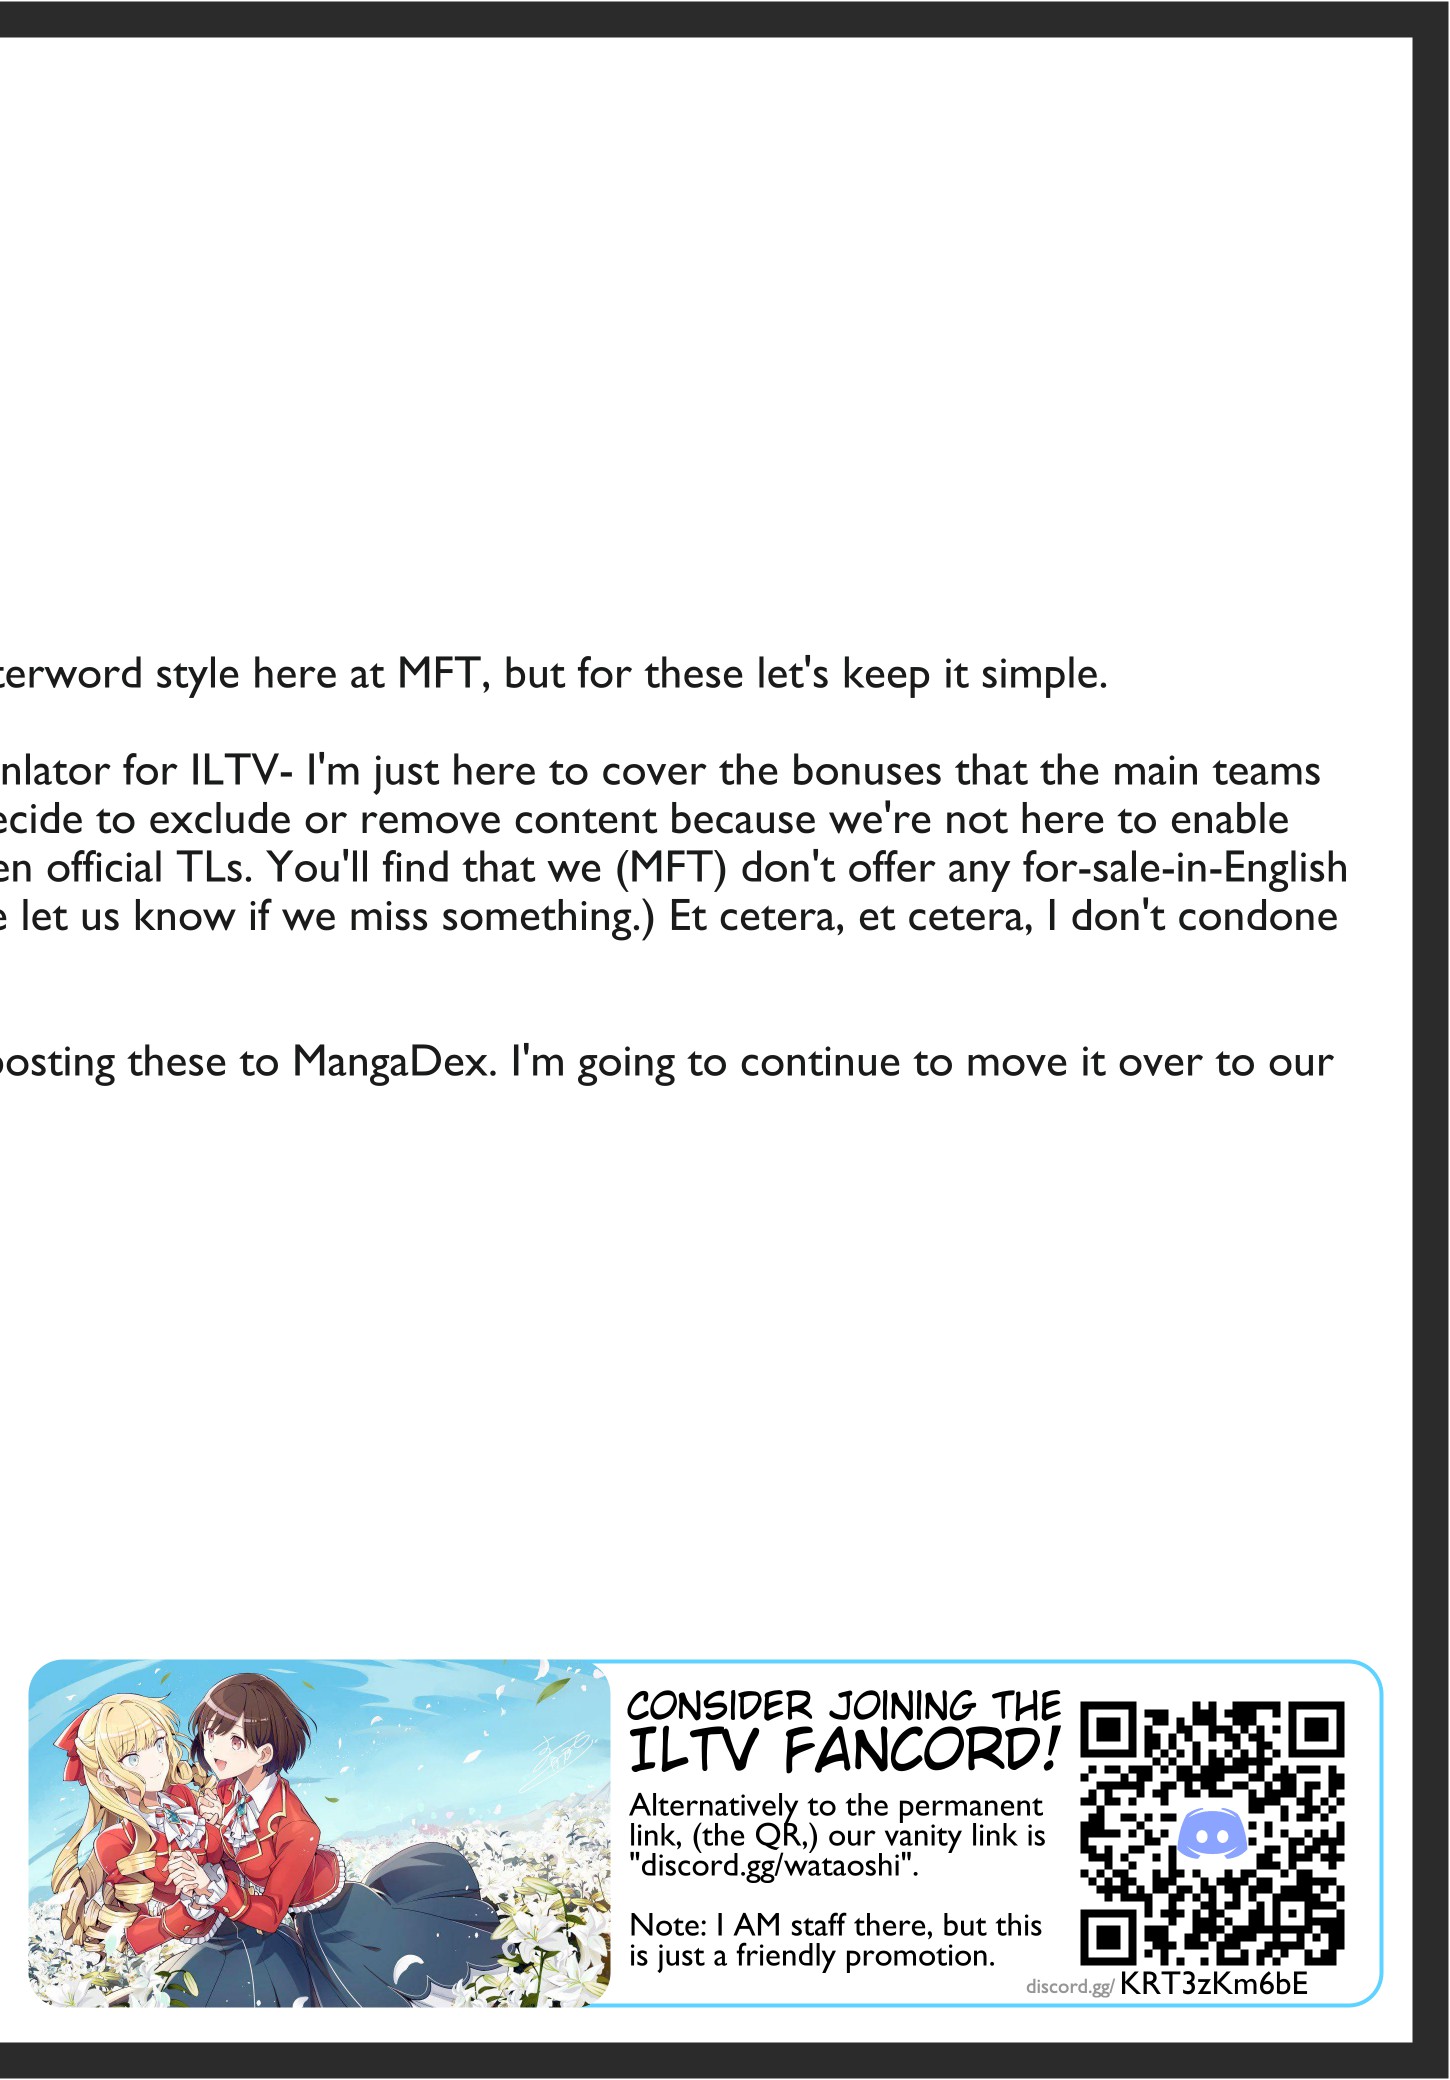 terword style here at MFT, but for these let's keep it simple.
nlator for ILTV- I'm just here to cover the bonuses that the main teams
ecide to exclude or remove content because we're not here to enable
en official TLs. You'll find that we (MFT) don't offer any for-sale-in-English
e let us know if we miss something.) Et cetera, et cetera, I don't condone
osting these to MangaDex. I'm going to continue to move it over to our
CONSIDER JOINING THE
ILTV FANCORD!
Alternatively to the permanent
link, (the QR,) our vanity link is
"discord.gg/wataoshi".
Note: I AM staff there, but this
is just a friendly promotion.
discord.gg/ KRT3zKm6bE